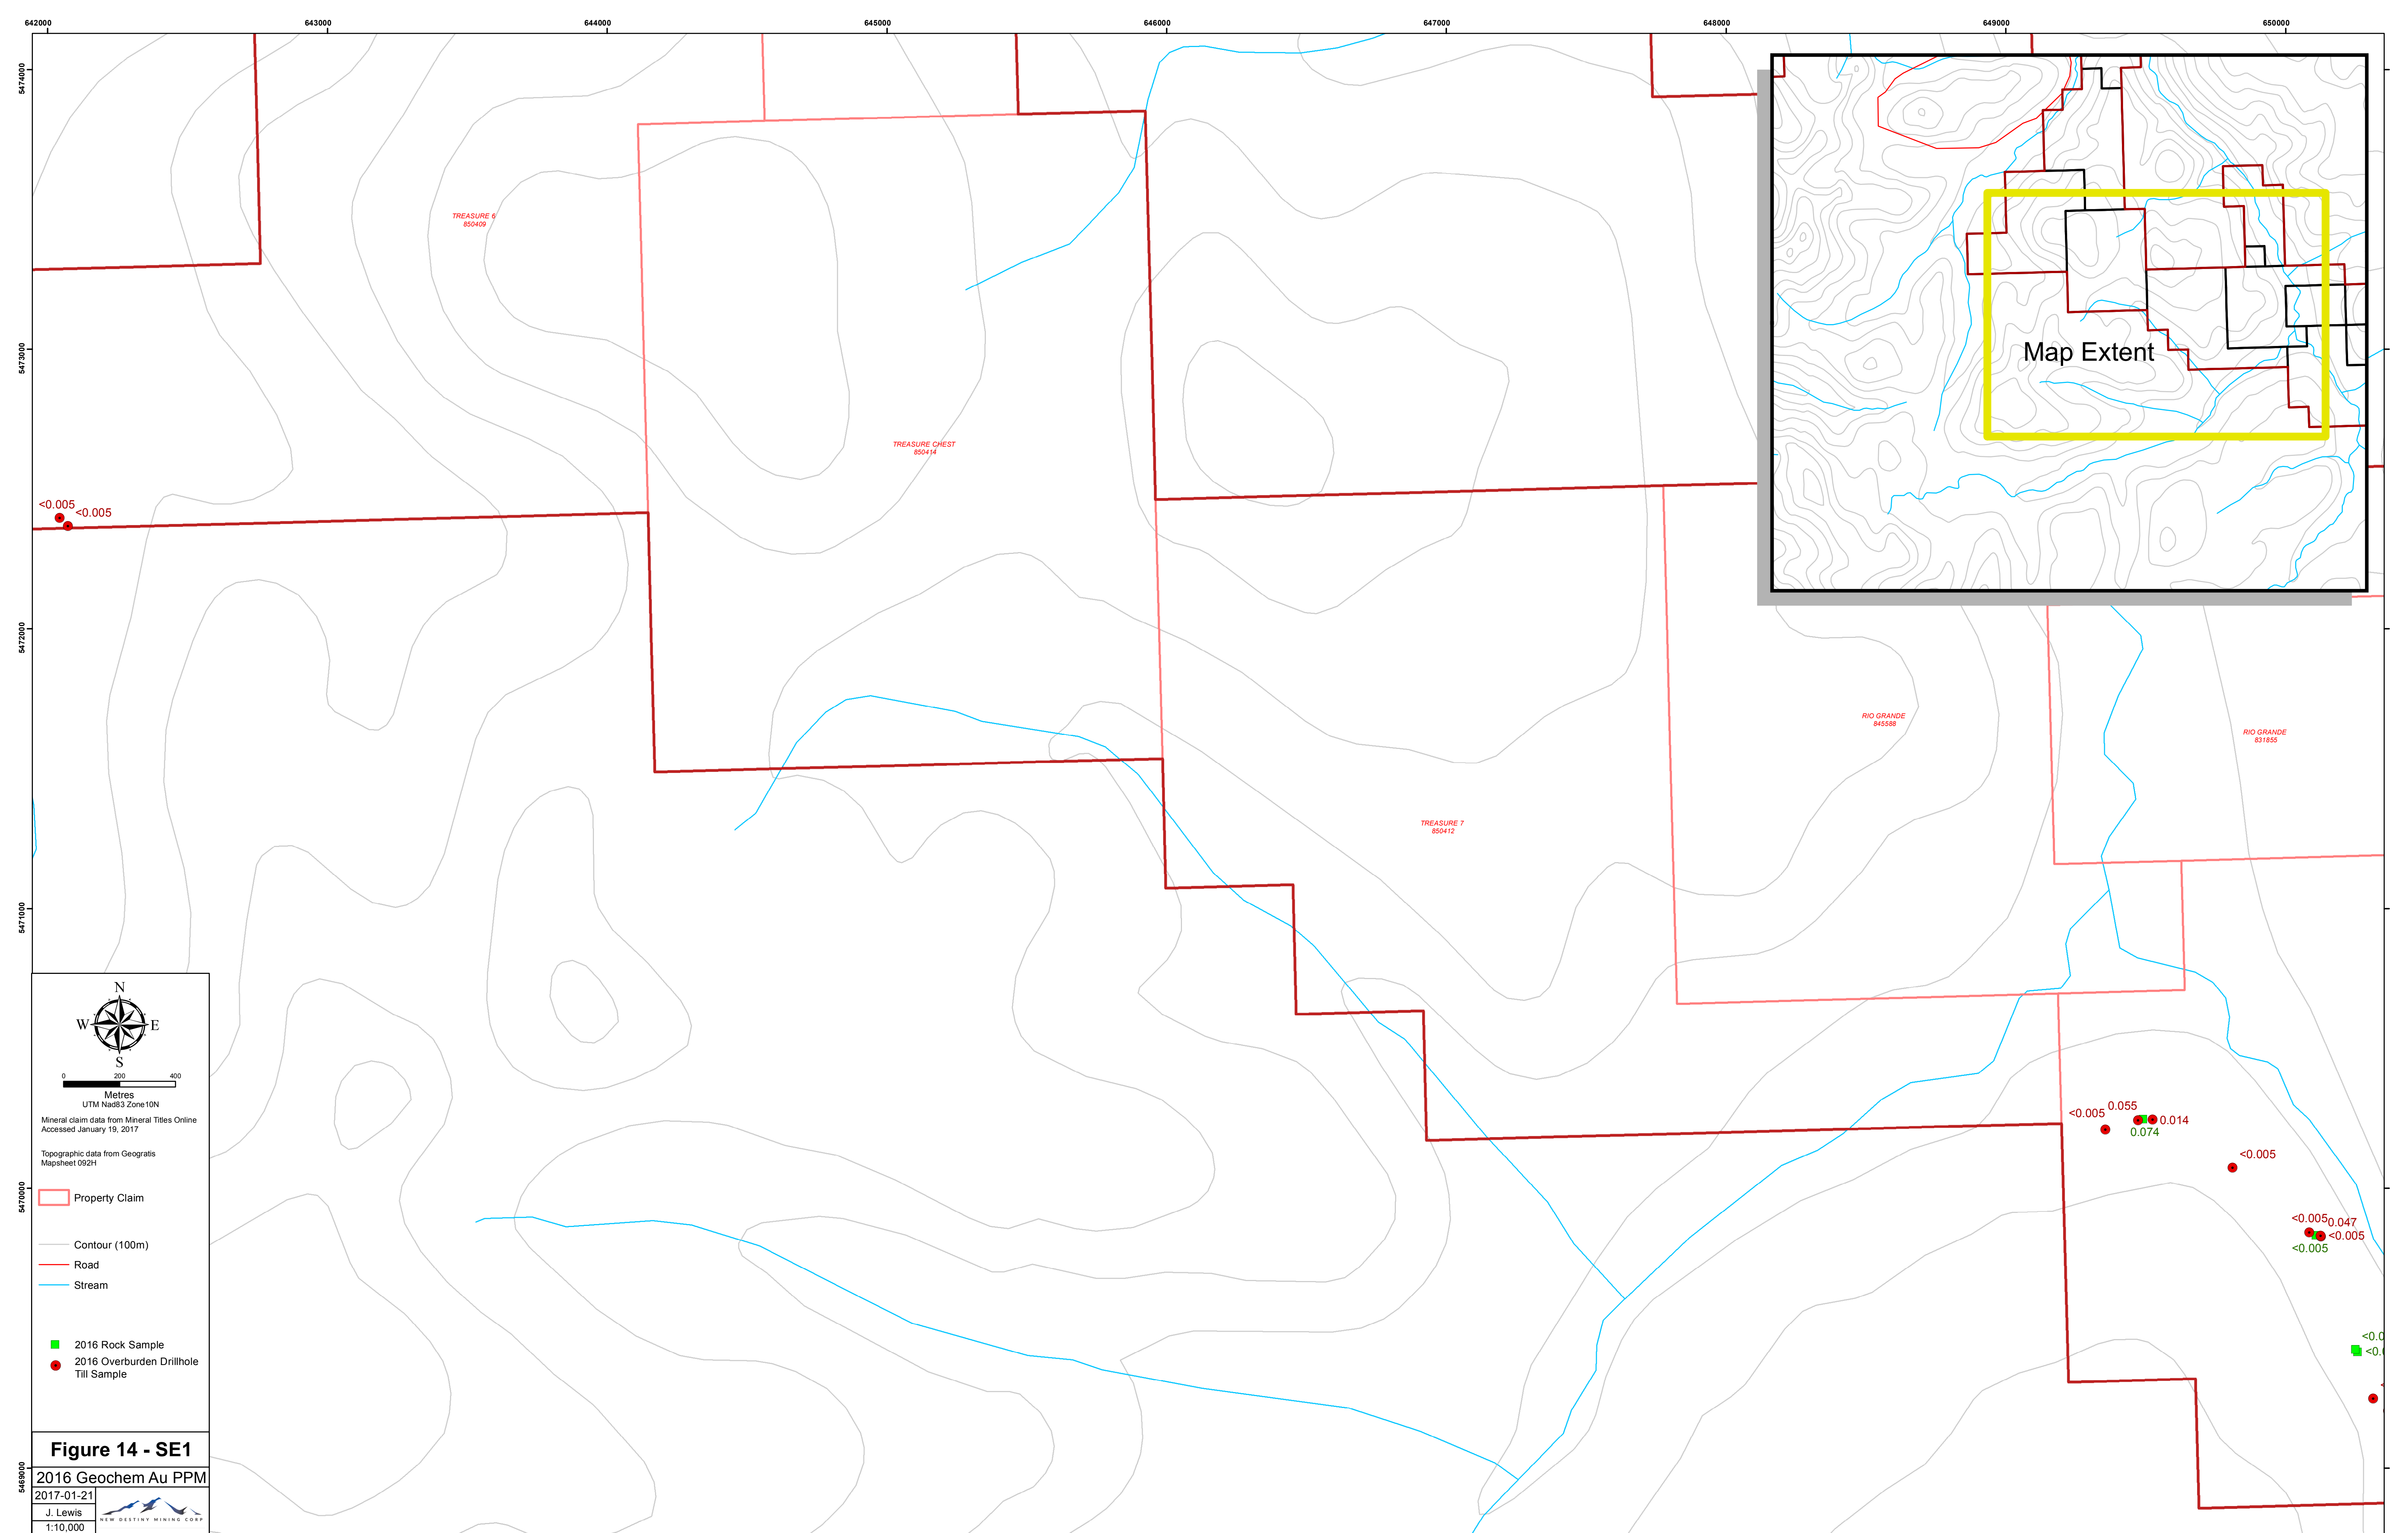 642000 643000 644000 645000 646000 647000 648000 649000 650000
5474000
5473000
5472000
5471000
5470000
5469000
Map Extent
TREASURE 6
850409
TREASURE CHEST
850414
<0.005
<0.005
RIO GRANDE
845588
RIO GRANDE
831855
TREASURE 7
850412
<0.005 0.055
0.014
0.074
<0.005
<0.005 0.047
<0.005
<0.005
N
W E
S
0 200 400
Metres
UTM Nad83 Zone10N
Mineral claim data from Mineral Titles Online
Accessed January 19, 2017
Topographic data from Geogratis
Mapsheet 092H
Property Claim
Contour (100m)
Road
Stream
2016 Rock Sample
2016 Overburden Drillhole
Till Sample
Figure 14 - SE1
2016 Geochem Au PPM
2017-01-21
J. Lewis
1:10,000
NEW DESTINY MINING CORP